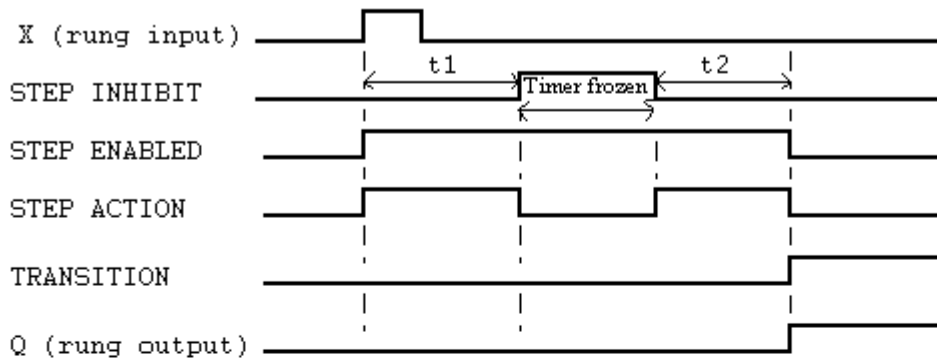 X (rung input)
t1
t2
STEP INHIBIT
Timer frozen
STEP ENABLED
STEP ACTION
TRANSITION
Q (rung output)